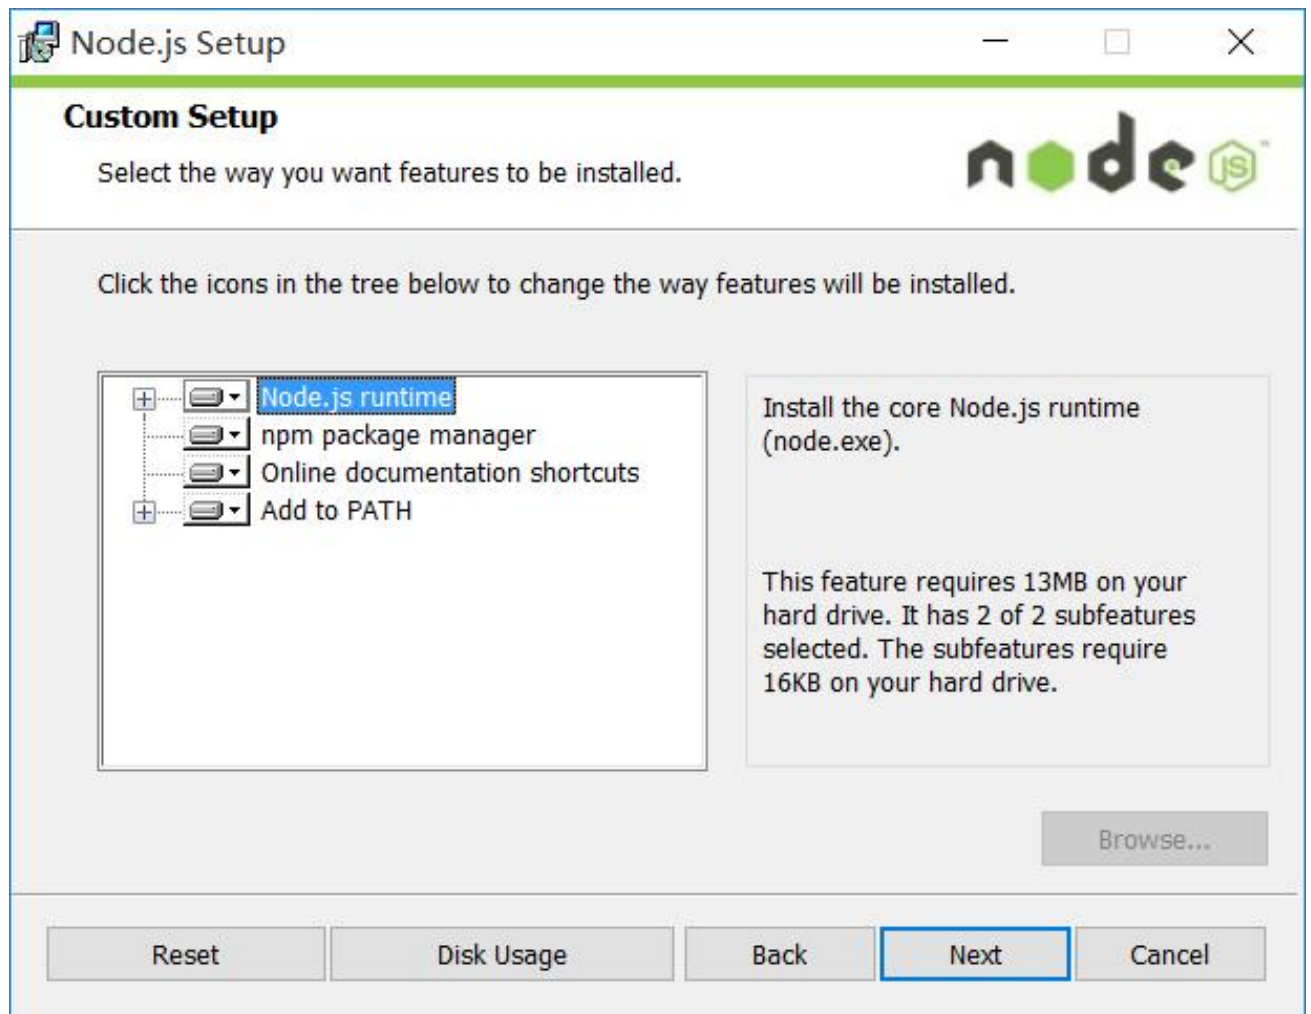 Node.js Setup
Custom Setup
Select the way you want features to be installed.
node JS™
Click the icons in the tree below to change the way features will be installed.
Node.js runtime
npm package manager
Online documentation shortcuts
Add to PATH
Install the core Node.js runtime
(node.exe).
This feature requires 13MB on your
hard drive. It has 2 of 2 subfeatures
selected. The subfeatures require
16KB on your hard drive.
Browse...
Reset
Disk Usage
Back
Next
Cancel